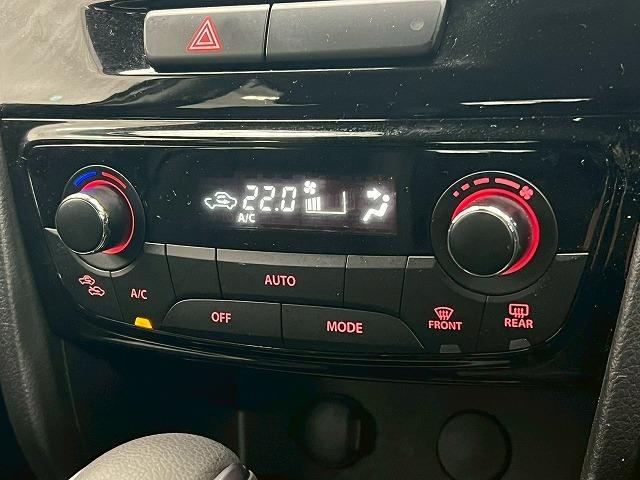 22.0
A/C
AUTO
A/C
OFF
MODE
FRONT
REAR